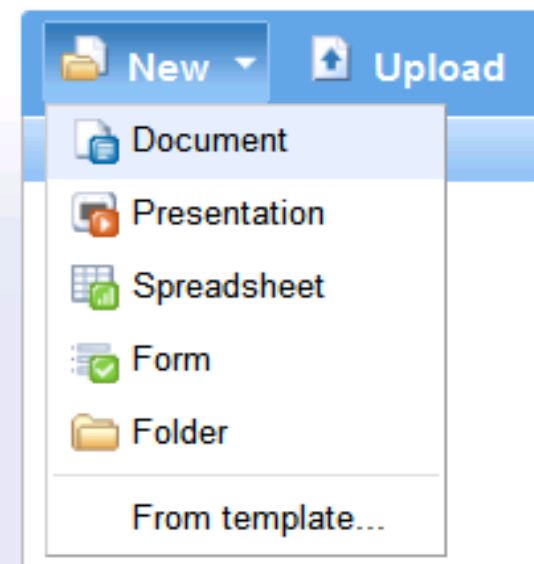 New Upload
Document
Presentation
Spreadsheet
Form
Folder
From template...